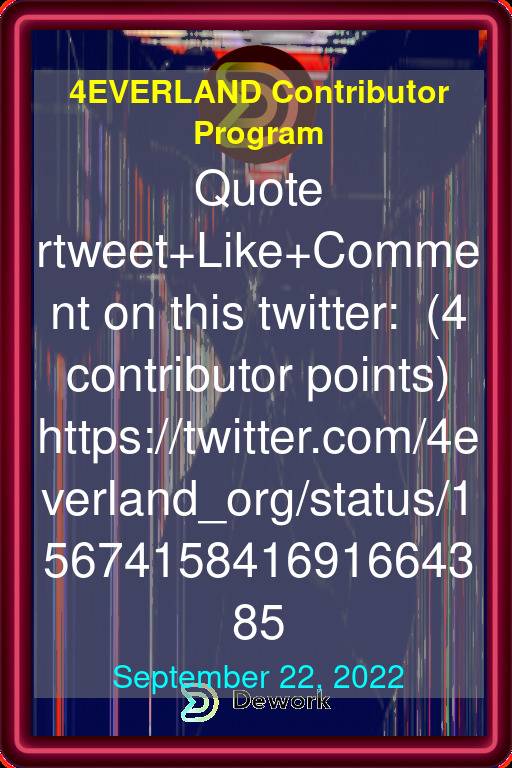 4EVERLAND Contributor
Program
Quote
rtweet+Like+Comme
nt on this twitter:  (4
contributor points)
https://twitter.com/4e
verland_org/status/1
56741584169166443
85
September 22, 2022
Dework